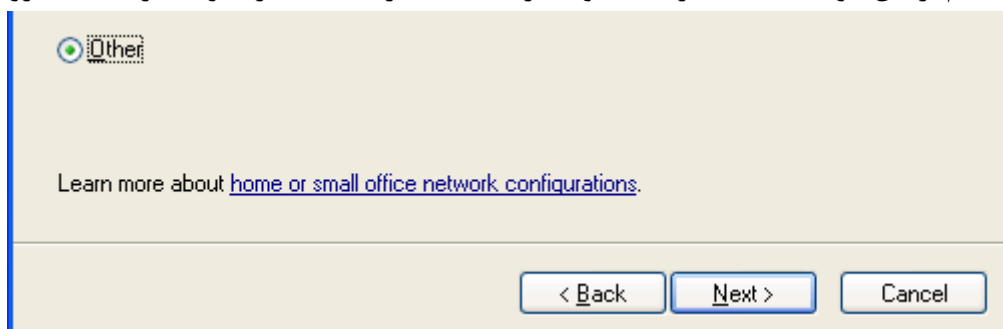 Other
Learn more about home or small office network configurations.
< Back
Next >
Cancel